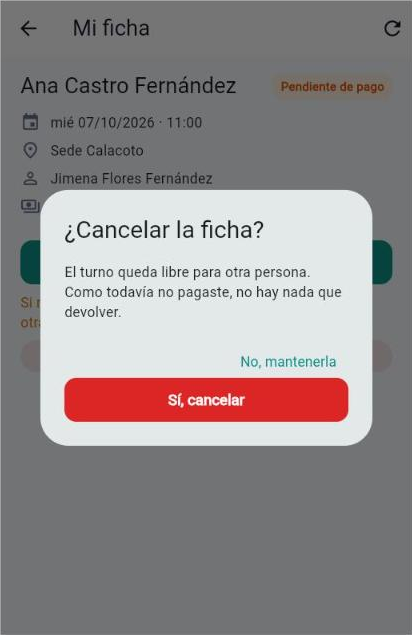 Mi ficha
Ana Castro Fernández
Pendiente de pago
mié 07/10/2026 · 11:00
Sede Calacoto
Jimena Flores Fernández
¿Cancelar la ficha?
El turno queda libre para otra persona.
Como todavía no pagaste, no hay nada que
devolver.
No, mantenerla
Sí, cancelar